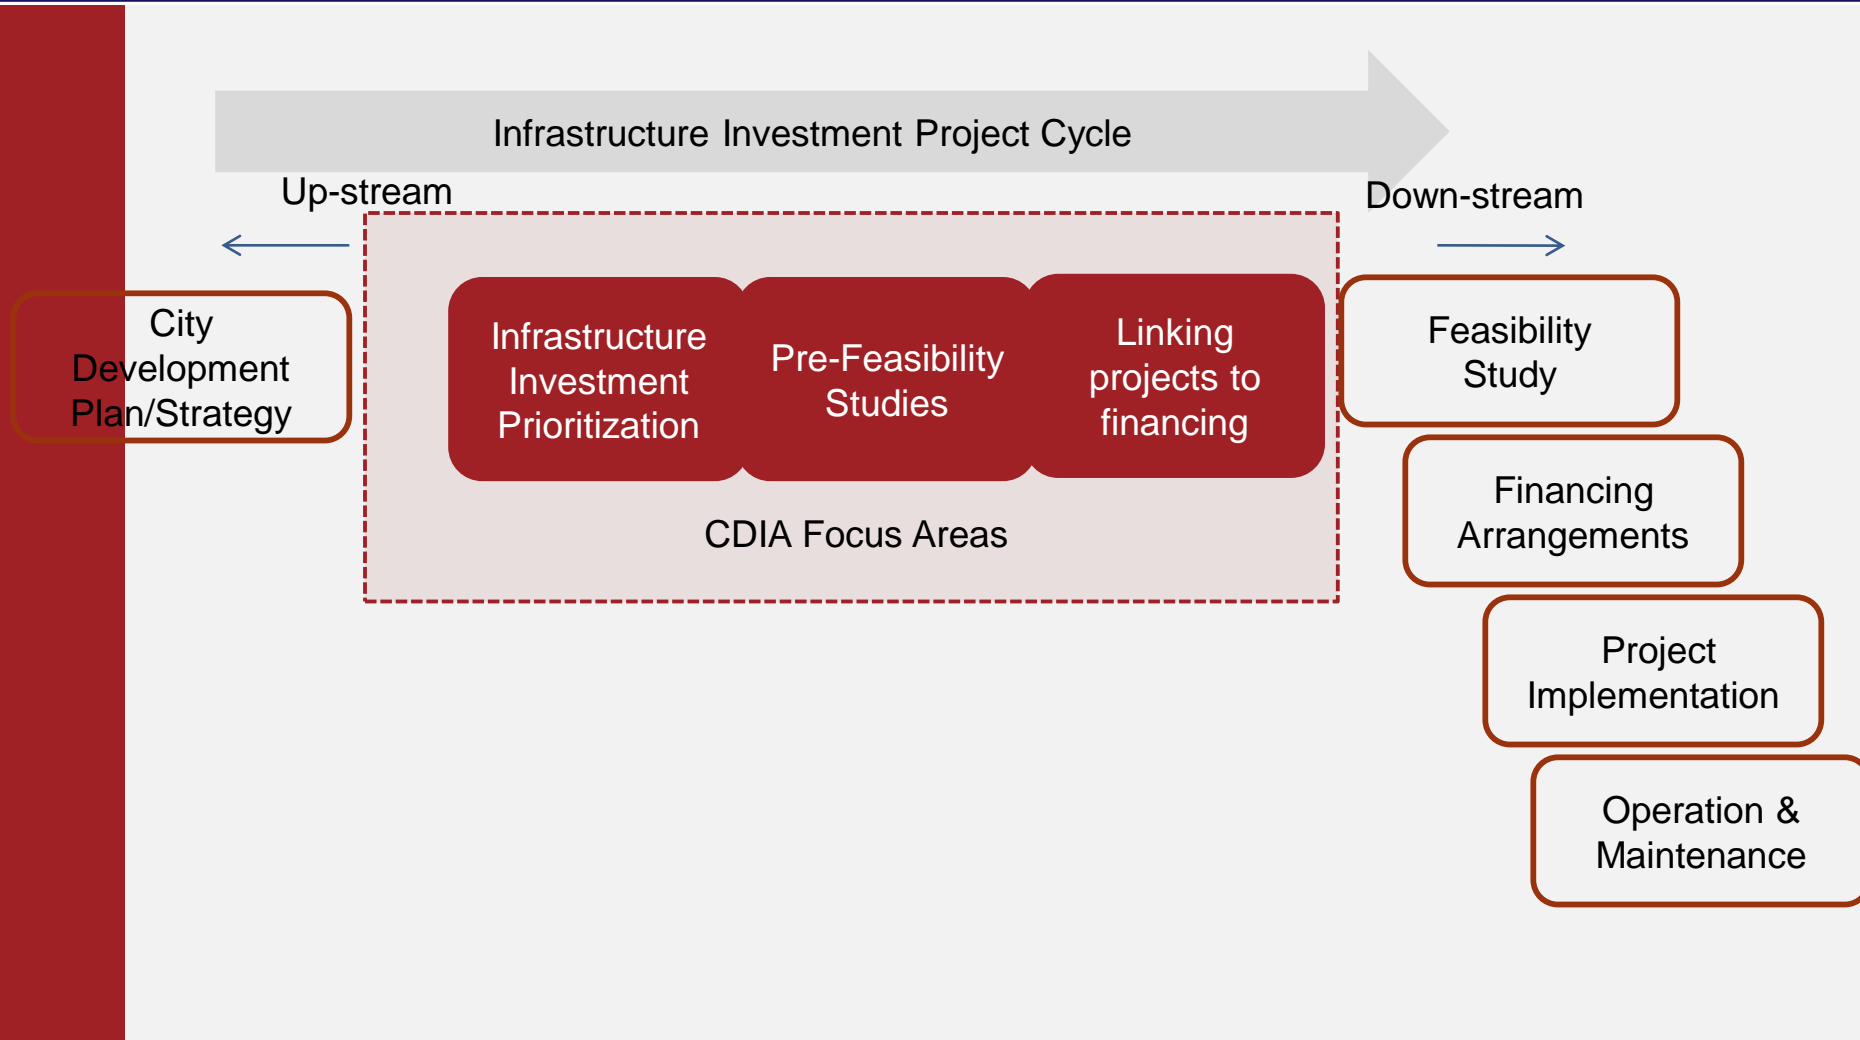 Infrastructure Investment Project Cycle
Up-stream
Down-stream
City
Development
Plan/Strategy
Infrastructure
Investment
Prioritization
Pre-Feasibility
Studies
Linking
projects to
financing
CDIA Focus Areas
Feasibility
Study
Financing
Arrangements
Project
Implementation
Operation &
Maintenance